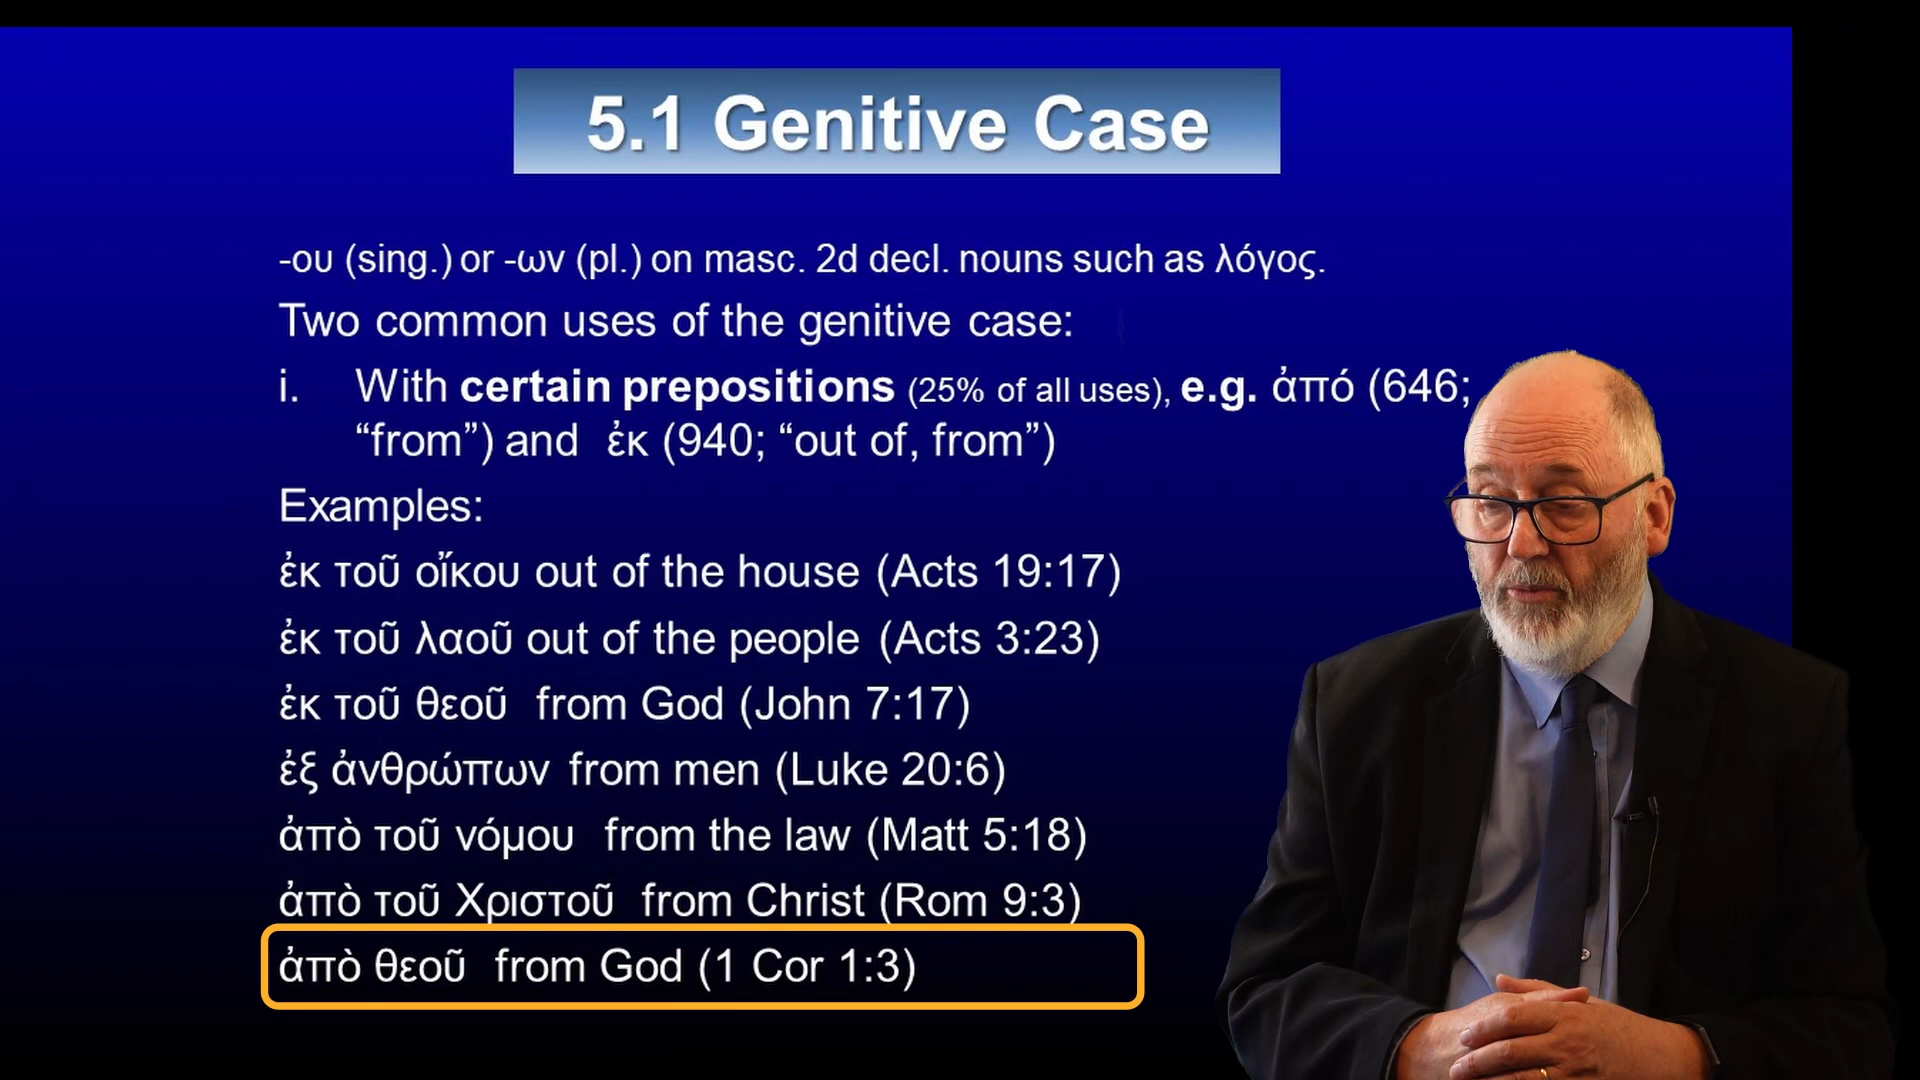 5.1 Genitive Case
-ου (sing.) or -ων (pl.) on masc. 2d decl. nouns such as λόγος.
Two common uses of the genitive case:
i. With certain prepositions (25% of all uses), e.g. ἀπό (646;
“from”) and ἐκ (940; “out of, from”)
Examples:
ἐκ τοῦ οἴκου out of the house (Acts 19:17)
ἐκ τοῦ λαοῦ out of the people (Acts 3:23)
ἐκ τοῦ θεοῦ from God (John 7:17)
ἐξ ἀνθρώπων from men (Luke 20:6)
ἀπὸ τοῦ νόμου from the law (Matt 5:18)
ἀπὸ τοῦ Χριστοῦ from Christ (Rom 9:3)
ἀπὸ θεοῦ from God (1 Cor 1:3)